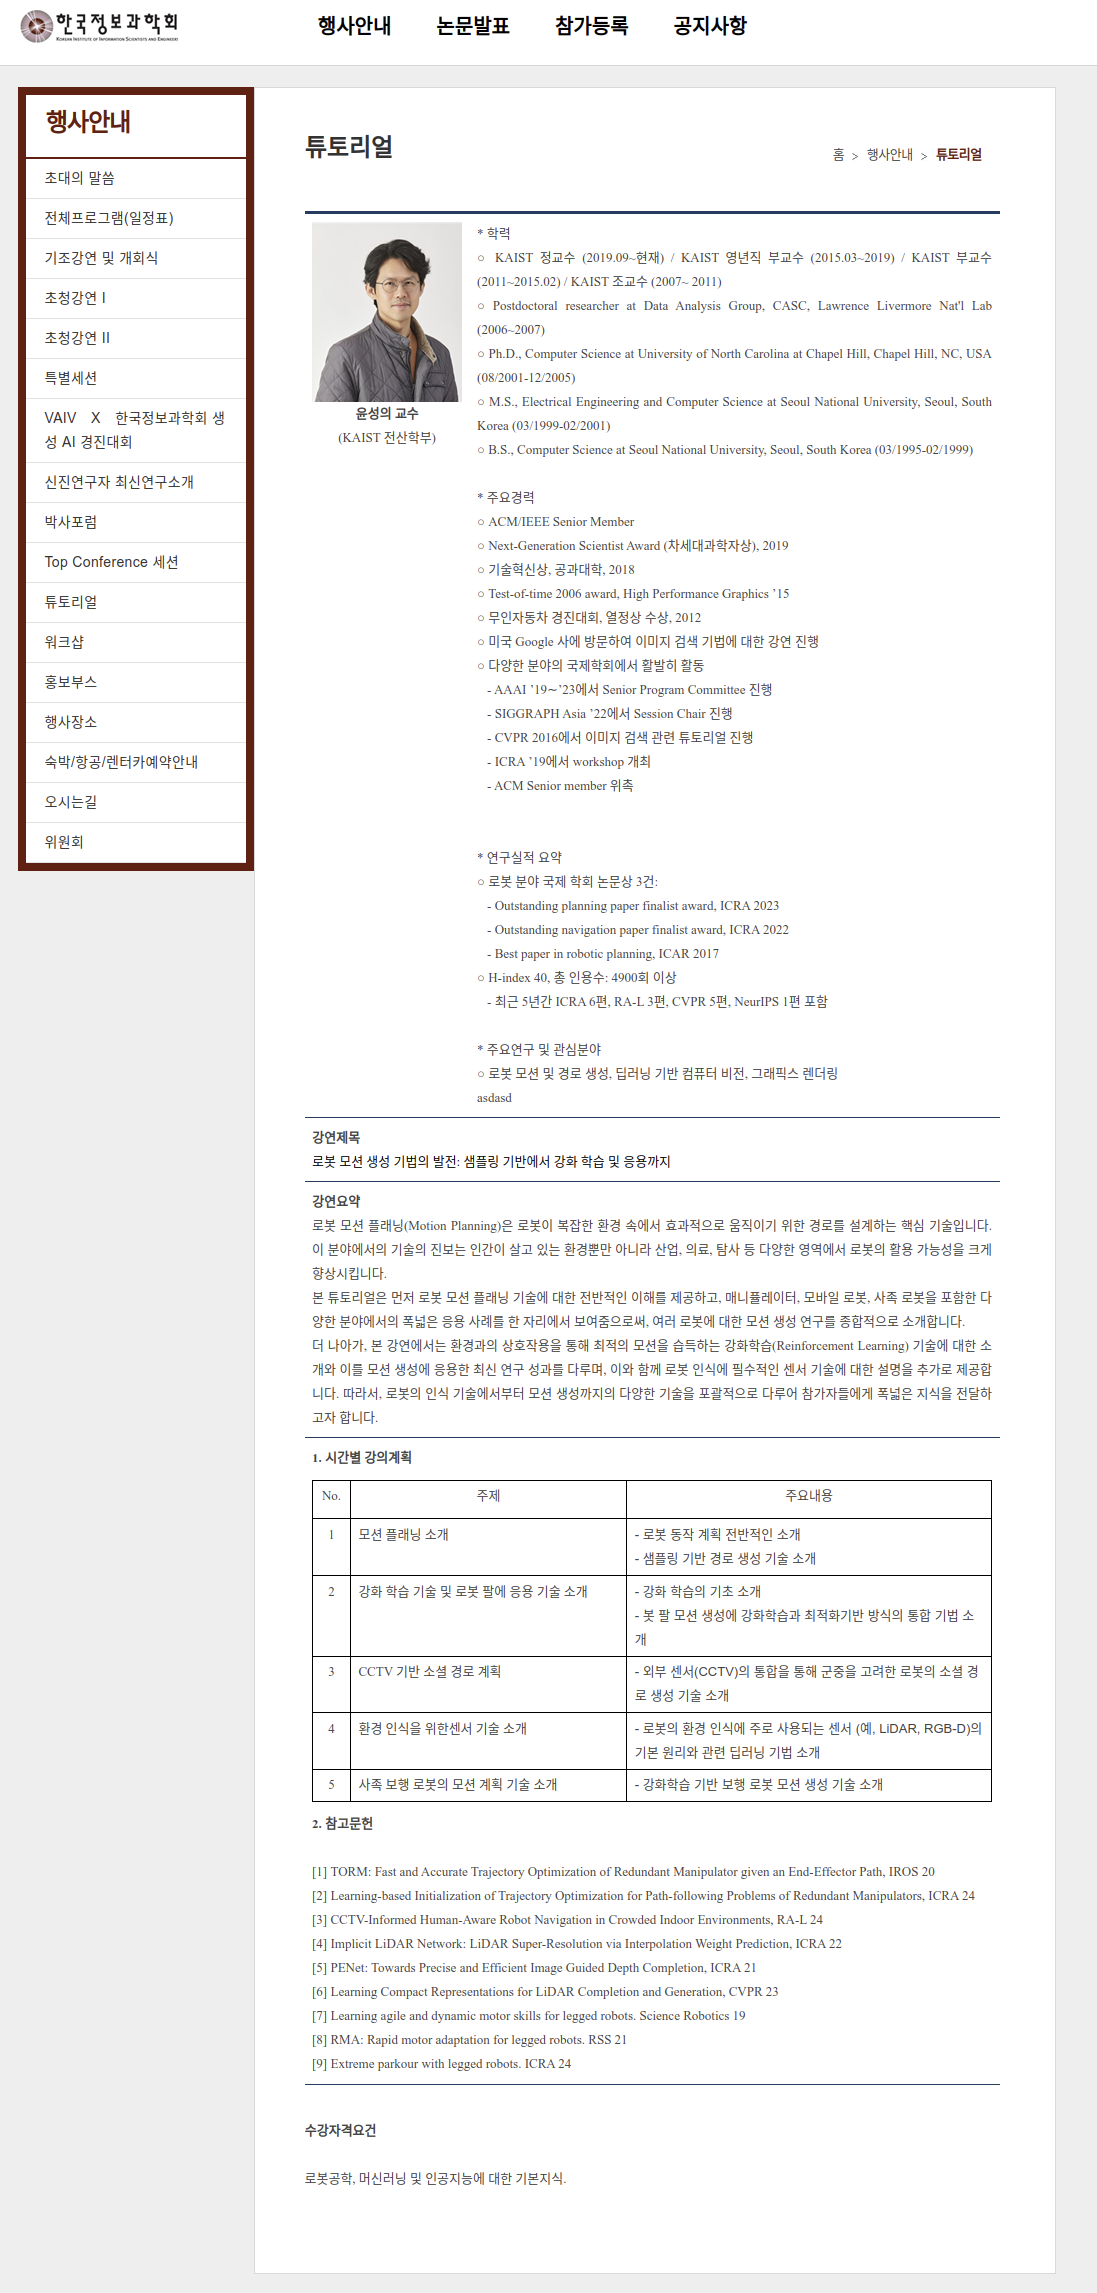 한국정보과학회
Korean Institute of Information Scientists and Engineers
행사안내
논문발표
참가등록
공지사항
행사안내
초대의 말씀
전체프로그램(일정표)
기조강연 및 개회식
초청강연 I
초청강연 II
특별세션
VAIV X 한국정보과학회 생
성 AI 경진대회
신진연구자 최신연구소개
박사포럼
Top Conference 세션
튜토리얼
워크샵
홍보부스
행사장소
숙박/항공/렌터카예약안내
오시는길
위원회
튜토리얼
홈 > 행사안내 > 튜토리얼
윤성의 교수
(KAIST 전산학부)
* 학력
○ KAIST 정교수 (2019.09~현재) / KAIST 영년직 부교수 (2015.03~2019) / KAIST 부교수
(2011~2015.02) / KAIST 조교수 (2007~ 2011)
○ Postdoctoral researcher at Data Analysis Group, CASC, Lawrence Livermore Nat'l Lab
(2006~2007)
○ Ph.D., Computer Science at University of North Carolina at Chapel Hill, Chapel Hill, NC, USA
(08/2001-12/2005)
○ M.S., Electrical Engineering and Computer Science at Seoul National University, Seoul, South
Korea (03/1999-02/2001)
○ B.S., Computer Science at Seoul National University, Seoul, South Korea (03/1995-02/1999)
* 주요경력
○ ACM/IEEE Senior Member
○ Next-Generation Scientist Award (차세대과학자상), 2019
○ 기술혁신상, 공과대학, 2018
○ Test-of-time 2006 award, High Performance Graphics ’15
○ 무인자동차 경진대회, 열정상 수상, 2012
○ 미국 Google 사에 방문하여 이미지 검색 기법에 대한 강연 진행
○ 다양한 분야의 국제학회에서 활발히 활동
- AAAI ’19∼’23에서 Senior Program Committee 진행
- SIGGRAPH Asia ’22에서 Session Chair 진행
- CVPR 2016에서 이미지 검색 관련 튜토리얼 진행
- ICRA ’19에서 workshop 개최
- ACM Senior member 위촉
* 연구실적 요약
○ 로봇 분야 국제 학회 논문상 3건:
- Outstanding planning paper finalist award, ICRA 2023
- Outstanding navigation paper finalist award, ICRA 2022
- Best paper in robotic planning, ICAR 2017
○ H-index 40, 총 인용수: 4900회 이상
- 최근 5년간 ICRA 6편, RA-L 3편, CVPR 5편, NeurIPS 1편 포함
* 주요연구 및 관심분야
○ 로봇 모션 및 경로 생성, 딥러닝 기반 컴퓨터 비전, 그래픽스 렌더링
asdasd
강연제목
로봇 모션 생성 기법의 발전: 샘플링 기반에서 강화 학습 및 응용까지
강연요약
로봇 모션 플래닝(Motion Planning)은 로봇이 복잡한 환경 속에서 효과적으로 움직이기 위한 경로를 설계하는 핵심 기술입니다.
이 분야에서의 기술의 진보는 인간이 살고 있는 환경뿐만 아니라 산업, 의료, 탐사 등 다양한 영역에서 로봇의 활용 가능성을 크게
향상시킵니다.
본 튜토리얼은 먼저 로봇 모션 플래닝 기술에 대한 전반적인 이해를 제공하고, 매니퓰레이터, 모바일 로봇, 사족 로봇을 포함한 다
양한 분야에서의 폭넓은 응용 사례를 한 자리에서 보여줌으로써, 여러 로봇에 대한 모션 생성 연구를 종합적으로 소개합니다.
더 나아가, 본 강연에서는 환경과의 상호작용을 통해 최적의 모션을 습득하는 강화학습(Reinforcement Learning) 기술에 대한 소
개와 이를 모션 생성에 응용한 최신 연구 성과를 다루며, 이와 함께 로봇 인식에 필수적인 센서 기술에 대한 설명을 추가로 제공합
니다. 따라서, 로봇의 인식 기술에서부터 모션 생성까지의 다양한 기술을 포괄적으로 다루어 참가자들에게 폭넓은 지식을 전달하
고자 합니다.
1. 시간별 강의계획
No. 주제 주요내용
1 모션 플래닝 소개 - 로봇 동작 계획 전반적인 소개
- 샘플링 기반 경로 생성 기술 소개
2 강화 학습 기술 및 로봇 팔에 응용 기술 소개 - 강화 학습의 기초 소개
- 봇 팔 모션 생성에 강화학습과 최적화기반 방식의 통합 기법 소
개
3 CCTV 기반 소셜 경로 계획 - 외부 센서(CCTV)의 통합을 통해 군중을 고려한 로봇의 소셜 경
로 생성 기술 소개
4 환경 인식을 위한센서 기술 소개 - 로봇의 환경 인식에 주로 사용되는 센서 (예, LiDAR, RGB-D)의
기본 원리와 관련 딥러닝 기법 소개
5 사족 보행 로봇의 모션 계획 기술 소개 - 강화학습 기반 보행 로봇 모션 생성 기술 소개
2. 참고문헌
[1] TORM: Fast and Accurate Trajectory Optimization of Redundant Manipulator given an End-Effector Path, IROS 20
[2] Learning-based Initialization of Trajectory Optimization for Path-following Problems of Redundant Manipulators, ICRA 24
[3] CCTV-Informed Human-Aware Robot Navigation in Crowded Indoor Environments, RA-L 24
[4] Implicit LiDAR Network: LiDAR Super-Resolution via Interpolation Weight Prediction, ICRA 22
[5] PENet: Towards Precise and Efficient Image Guided Depth Completion, ICRA 21
[6] Learning Compact Representations for LiDAR Completion and Generation, CVPR 23
[7] Learning agile and dynamic motor skills for legged robots. Science Robotics 19
[8] RMA: Rapid motor adaptation for legged robots. RSS 21
[9] Extreme parkour with legged robots. ICRA 24
수강자격요건
로봇공학, 머신러닝 및 인공지능에 대한 기본지식.